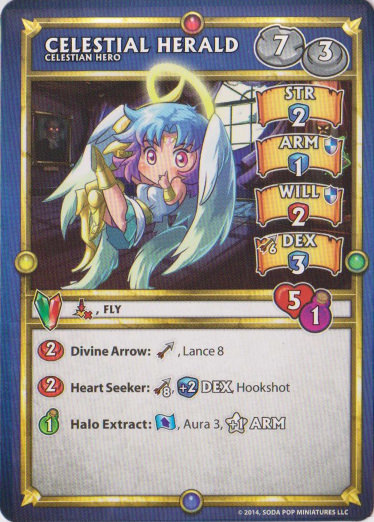 CELESTIAL HERALD
CELESTIAN HERO
7 3
STR
2
ARM
1
WILL
2
DEX
6
3
, FLY
5
1
2 Divine Arrow: , Lance 8
2 Heart Seeker: 8, +2 DEX, Hookshot
1 Halo Extract: , Aura 3, +1 ARM
© 2014, SODA POP MINIATURES LLC